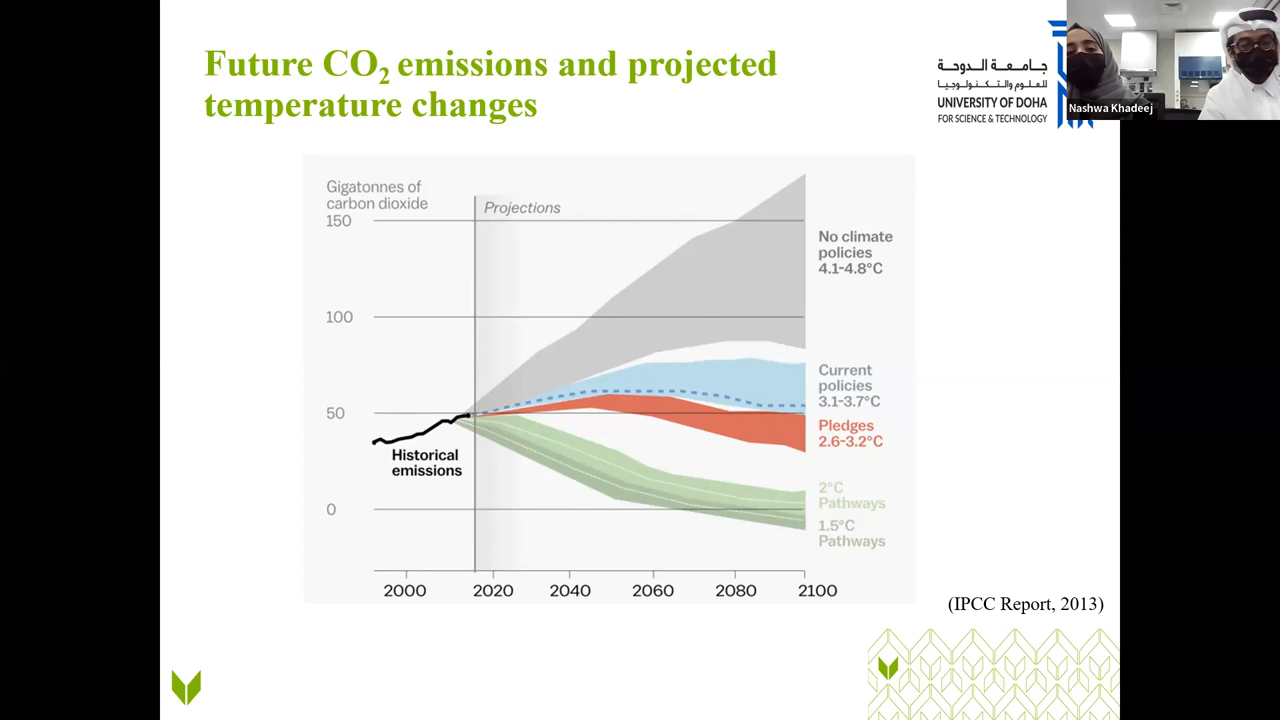 Future CO₂ emissions and projected
temperature changes
جامعـة الـدوحـة
للعلوم والتـكـنـولوجيـا
UNIVERSITY OF DOHA
FOR SCIENCE & TECHNOLOGY
Nashwa Khadeej
Gigatonnes of
carbon dioxide
150
100
50
0
Projections
Historical
emissions
No climate
policies
4.1-4.8°C
Current
policies
3.1-3.7°C
Pledges
2.6-3.2°C
2°C
Pathways
1.5°C
Pathways
2000 2020 2040 2060 2080 2100
(IPCC Report, 2013)